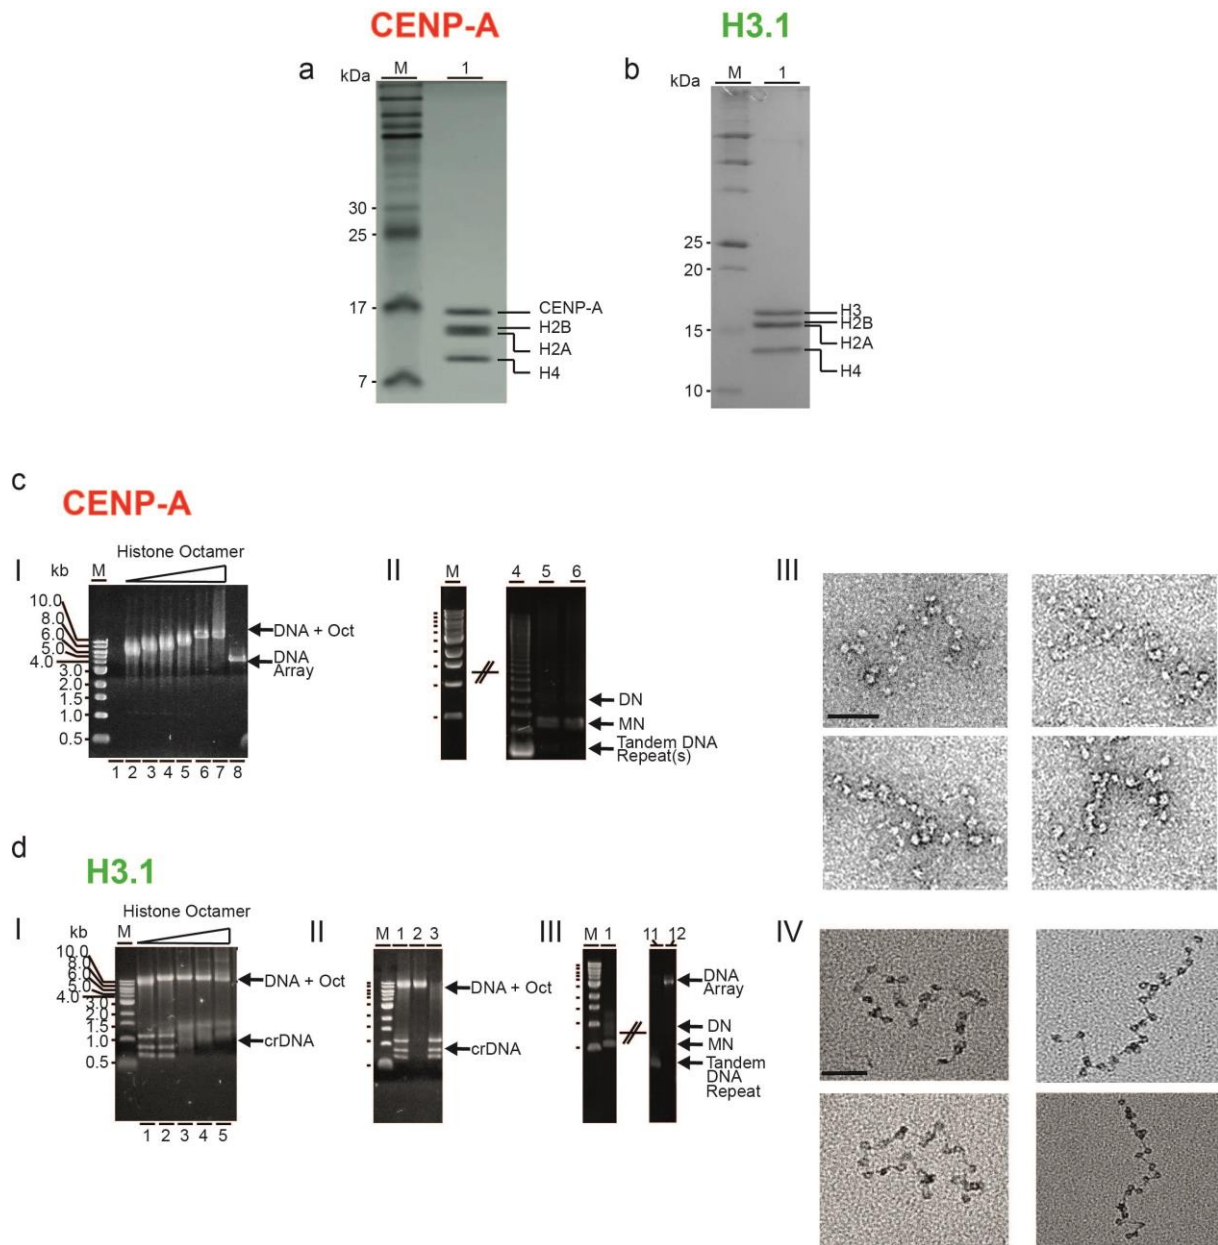 CENP-A
H3.1
a
kDa
M
1
30
25
17
7
CENP-A
H2B
H2A
H4
b
kDa
M
1
25
20
15
10
H3
H2B
H2A
H4
c
CENP-A
I
Histone Octamer
kb
M
10.0
8.0
6.0
5.0
4.0
3.0
2.0
1.5
1.0
0.5
DNA + Oct
DNA
Array
1 2 3 4 5 6 7 8
II
M
4 5 6
DN
MN
Tandem DNA
Repeat(s)
III
d
H3.1
I
Histone Octamer
kb
M
10.0
8.0
6.0
5.0
4.0
3.0
2.0
1.5
1.0
0.5
DNA + Oct
crDNA
1 2 3 4 5
II
M 1 2 3
DNA + Oct
crDNA
III
M 1
11 12
DNA
Array
DN
MN
Tandem
DNA
Repeat
IV